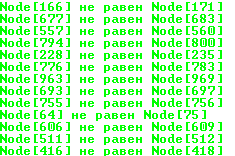 Node[166] не равен Node[171]
Node[677] не равен Node[683]
Node[557] не равен Node[560]
Node[794] не равен Node[800]
Node[228] не равен Node[235]
Node[776] не равен Node[783]
Node[963] не равен Node[969]
Node[693] не равен Node[697]
Node[755] не равен Node[756]
Node[64] не равен Node[75]
Node[606] не равен Node[609]
Node[511] не равен Node[512]
Node[416] не равен Node[418]